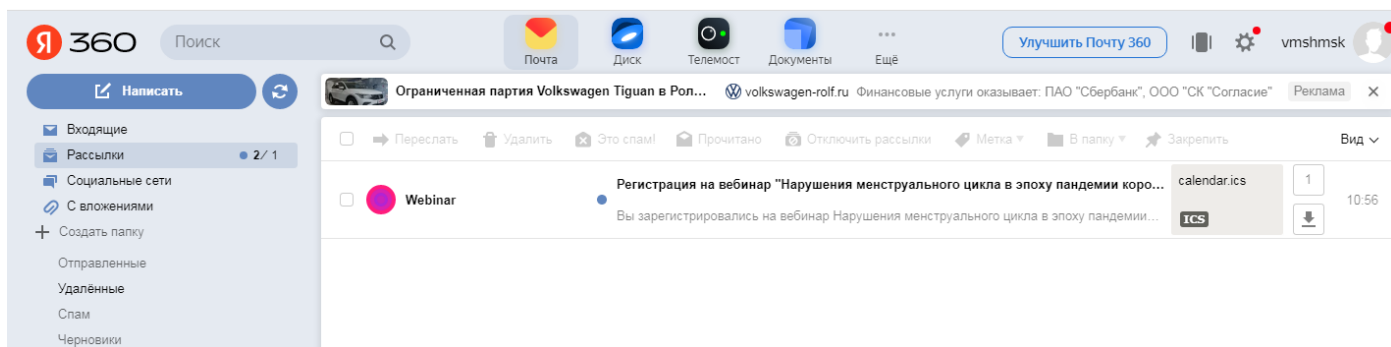 Я 360
Поиск
Почта
Диск
Телемост
Документы
Ещё
Улучшить Почту 360
vmshmsk
Написать
Ограниченная партия Volkswagen Tiguan в Рол... volkswagen-rolf.ru Финансовые услуги оказывает: ПАО "Сбербанк", ООО "СК "Согласие" Реклама
Входящие
Рассылки 2/ 1
Социальные сети
С вложениями
Создать папку
Отправленные
Удалённые
Спам
Черновики
Переслать Удалить Это спам! Прочитано Отключить рассылки Метка В папку Закрепить Вид
Webinar
Регистрация на вебинар "Нарушения менструального цикла в эпоху пандемии коро...
Вы зарегистрировались на вебинар Нарушения менструального цикла в эпоху пандемии...
calendar.ics
ICS
1
10:56